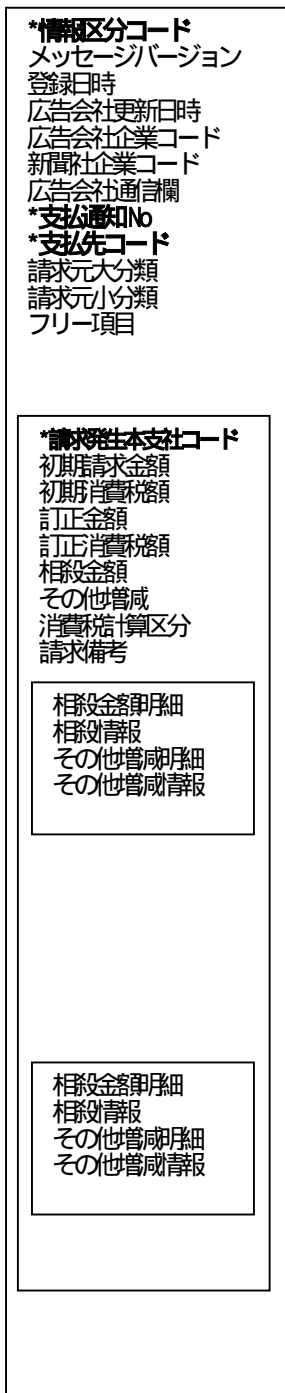 *情報区分コード
メッセージバージョン
登録日時
広告会社更新日時
広告会社企業コード
新聞社企業コード
広告会社通信欄
*支払通知No
*支払先コード
請求元大分類
請求元小分類
フリー項目
*請求発生本支社コード
初期請求金額
初期消費税額
訂正金額
訂正消費税額
相殺金額
その他増減
消費税計算区分
請求備考
相殺金額明細
相殺情報
その他増減明細
その他増減情報
相殺金額明細
相殺情報
その他増減明細
その他増減情報